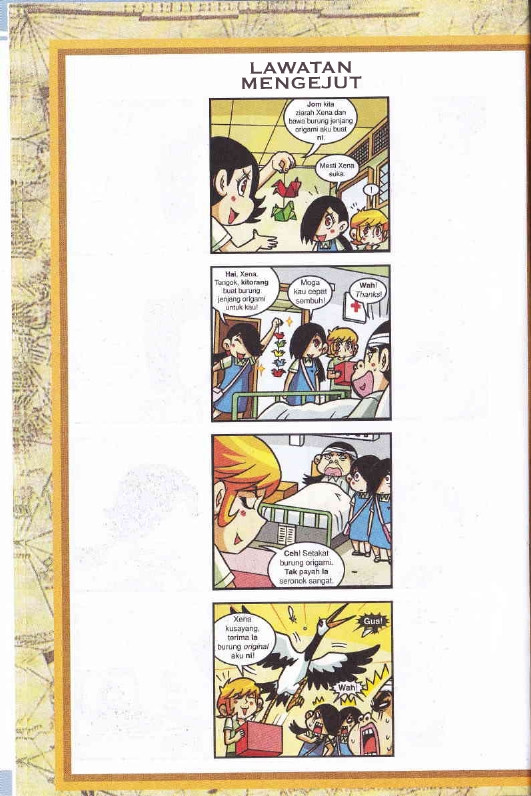 LAWATAN
MENGEJUT
Jom kita
ziarah Xena dan
bawa burung jenjang
origami aku buat
ni!
Mesti Xena
suka.
!
Hai, Xena.
Tengok, kitorang
buat burung
jenjang origami
untuk kau!
Moga
kau cepat
sembuh!
Wah!
Thanks!
Ceh! Setakat
burung origami.
Tak payah la
seronok sangat.
Xena
kusayang,
terima la
burung original
aku ni!
Gua!
Wah!